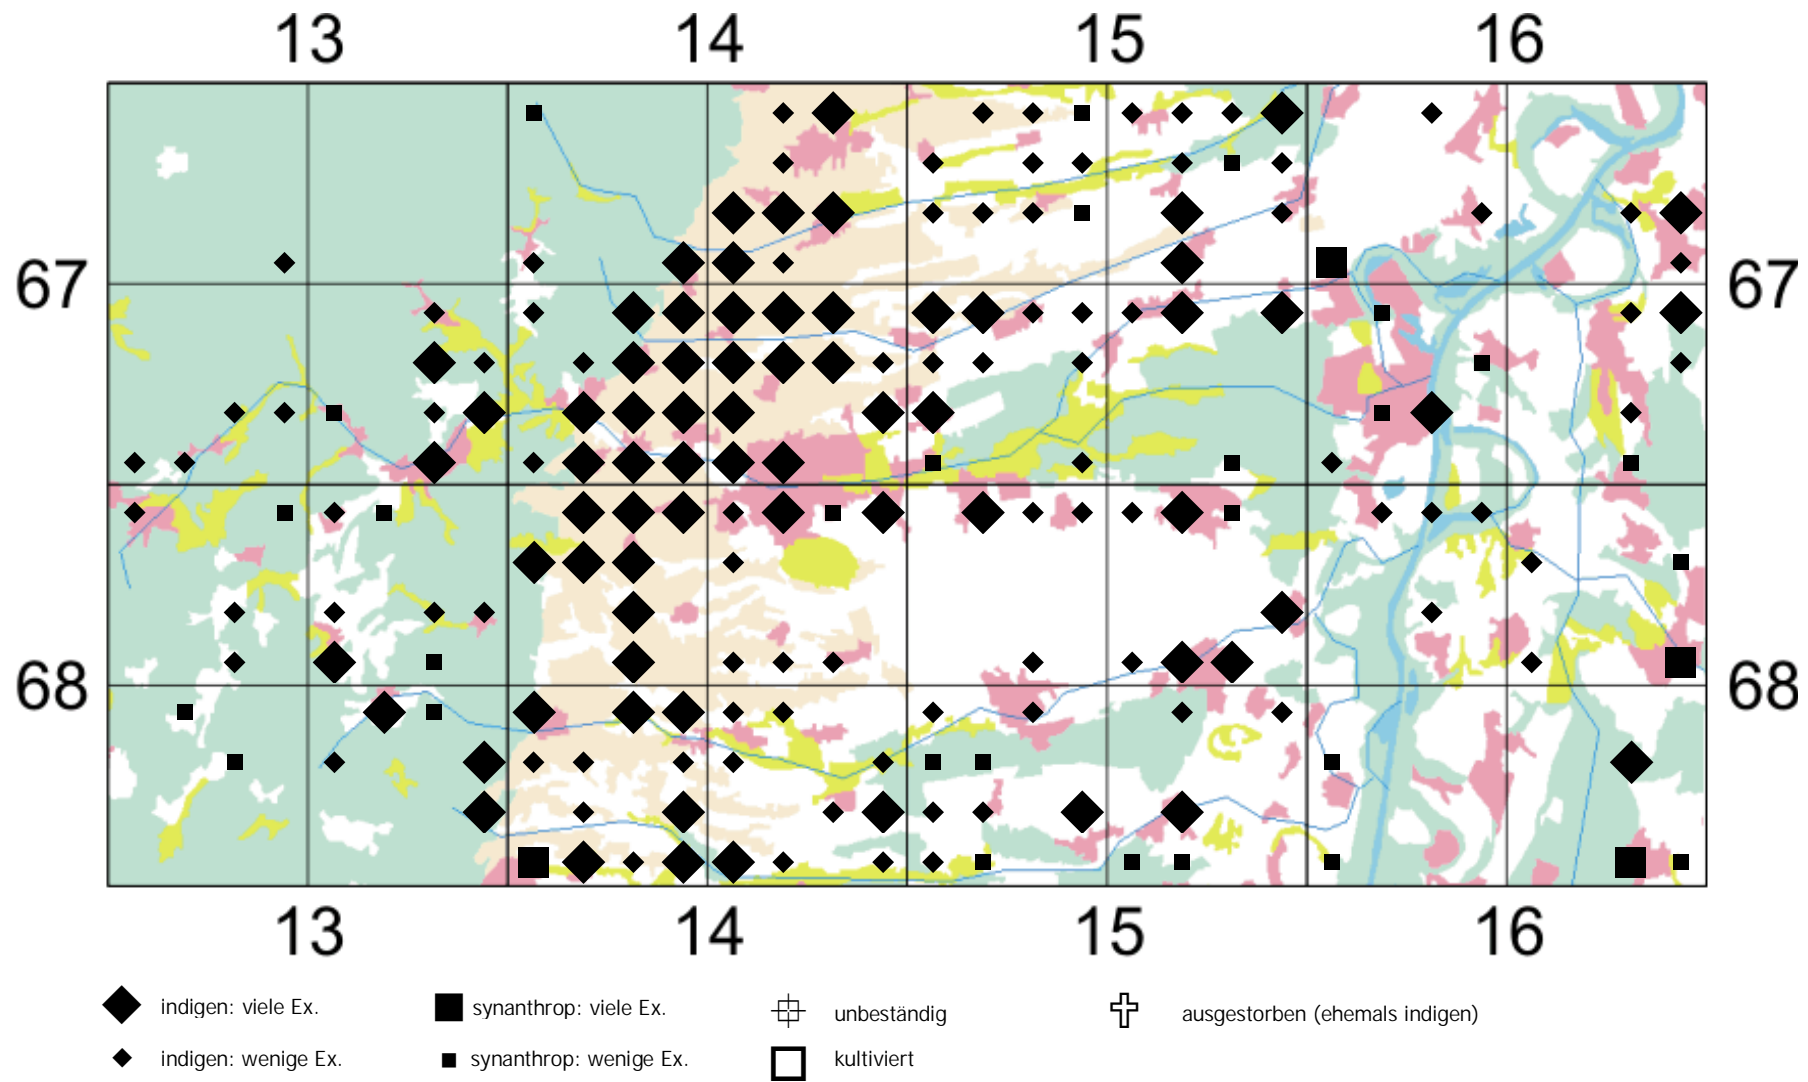 13 14 15 16
67 67
68 68
13 14 15 16
indigen: viele Ex. synanthrop: viele Ex. unbeständig ausgestorben (ehemals indigen)
indigen: wenige Ex. synanthrop: wenige Ex. kultiviert